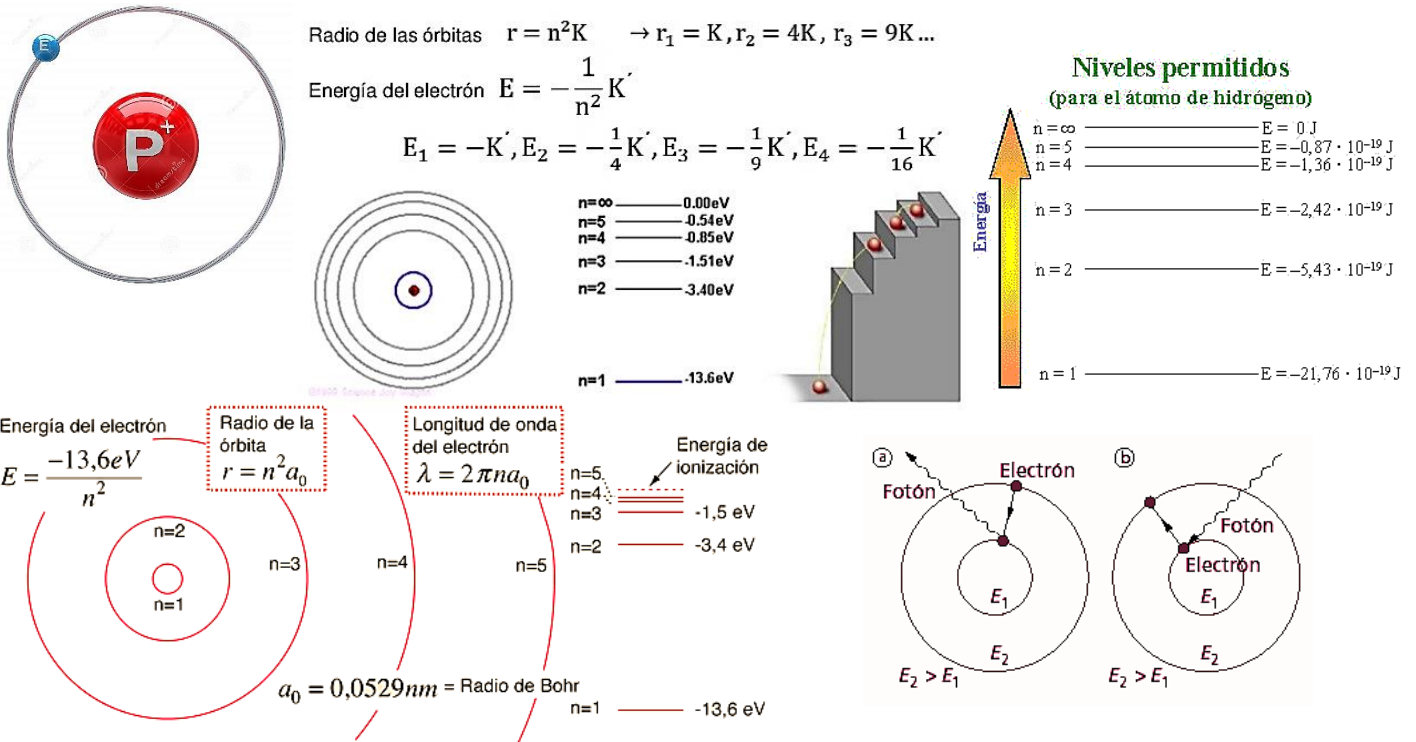 E
P+
Radio de las órbitas r = n²K → r₁ = K, r₂ = 4K, r₃ = 9K...
Energía del electrón E = −1/n² K´
E₁ = −K´, E₂ = −1/4 K´, E₃ = −1/9 K´, E₄ = −1/16 K´
n=∞ 0.00eV
n=5 -0.54eV
n=4 -0.85eV
n=3 -1.51eV
n=2 -3.40eV
n=1 -13.6eV
Niveles permitidos
(para el átomo de hidrógeno)
Energía
n = ∞ E = 0 J
n = 5 E = −0,87 · 10⁻¹⁹ J
n = 4 E = −1,36 · 10⁻¹⁹ J
n = 3 E = −2,42 · 10⁻¹⁹ J
n = 2 E = −5,43 · 10⁻¹⁹ J
n = 1 E = −21,76 · 10⁻¹⁹ J
Energía del electrón
E = −13,6eV/n²
Radio de la
órbita
r = n²a₀
Longitud de onda
del electrón
λ = 2πna₀
n=1
n=2
n=3
n=4
n=5
a₀ = 0,0529nm = Radio de Bohr
Energía de
ionización
n=5
n=4
n=3 -1,5 eV
n=2 -3,4 eV
n=1 -13,6 eV
a
Fotón
Electrón
E₁
E₂
E₂ > E₁
b
Fotón
Electrón
E₁
E₂
E₂ > E₁